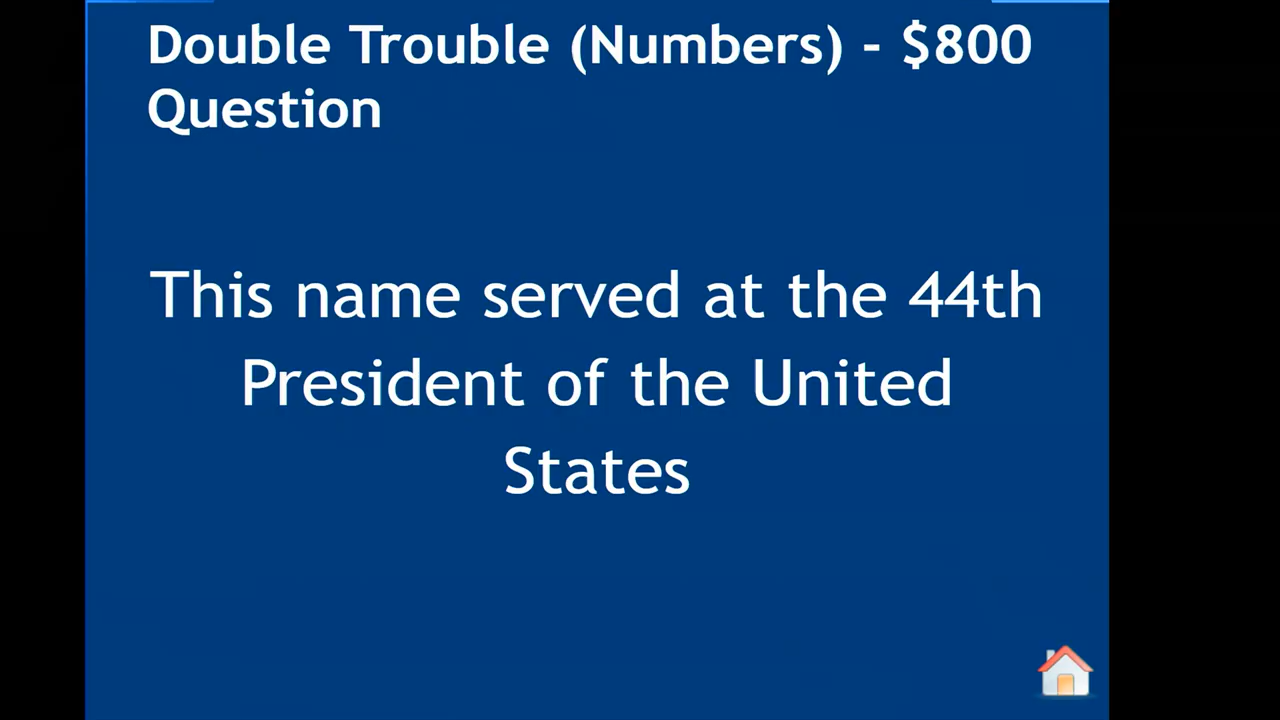 Double Trouble (Numbers) - $800
Question
This name served at the 44th
President of the United
States